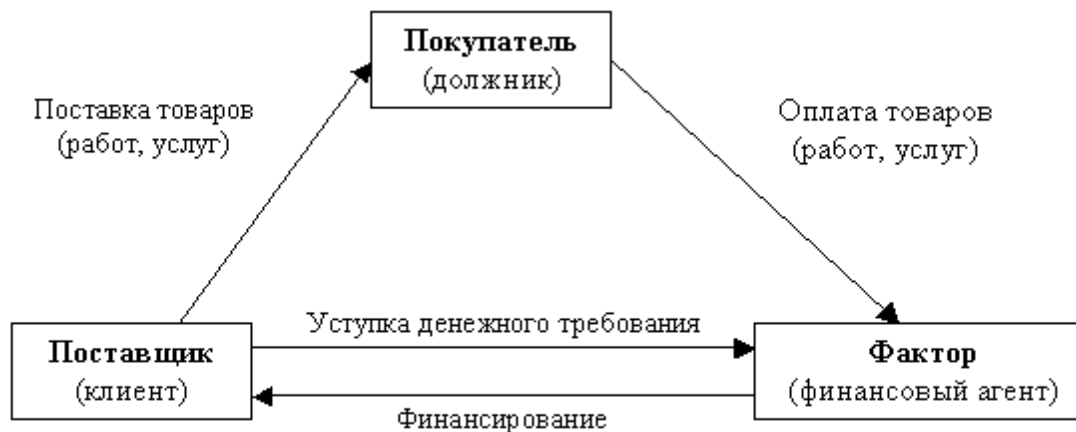 Покупатель
(должник)
Поставка товаров
(работ, услуг)
Оплата товаров
(работ, услуг)
Уступка денежного требования
Поставщик
(клиент)
Фактор
(финансовый агент)
Финансирование